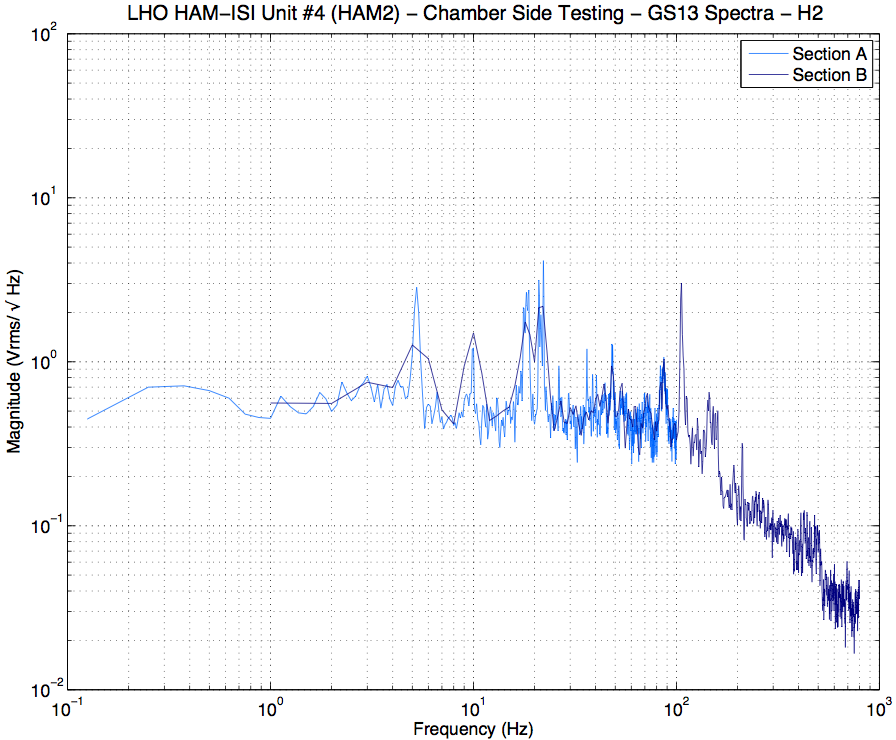 LHO HAM−ISI Unit #4 (HAM2) − Chamber Side Testing − GS13 Spectra − H2
Section A
Section B
Magnitude (Vrms/ √ Hz)
10^2
10^1
10^0
10^−1
10^−2
10^−1 10^0 10^1 10^2 10^3
Frequency (Hz)